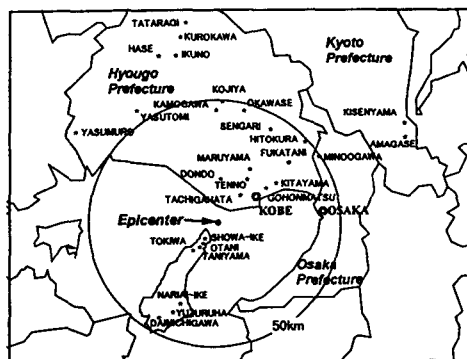 TATARAGI
KUROKAWA
HASE
IKUNO
Kyoto
Prefecture
Hyougo
Prefecture
KOJIYA
KAMOGAWA
OKAWASE
YASUTOMI
KISENYAMA
SENGARI
YASUMURO
HITOKURA
AMAGASE
FUKATANI
MARUYAMA
MINOOGAWA
DONDO
TENNO
KITAYAMA
TACHIGAHATA
GOHONMATSU
KOBE
OSAKA
Epicenter
SHOWA-IKE
TOKIWA
OTANI
TANIYAMA
Osaka
Prefecture
NARIAI-IKE
YUZURUHA
DAINICHIGAWA
50km